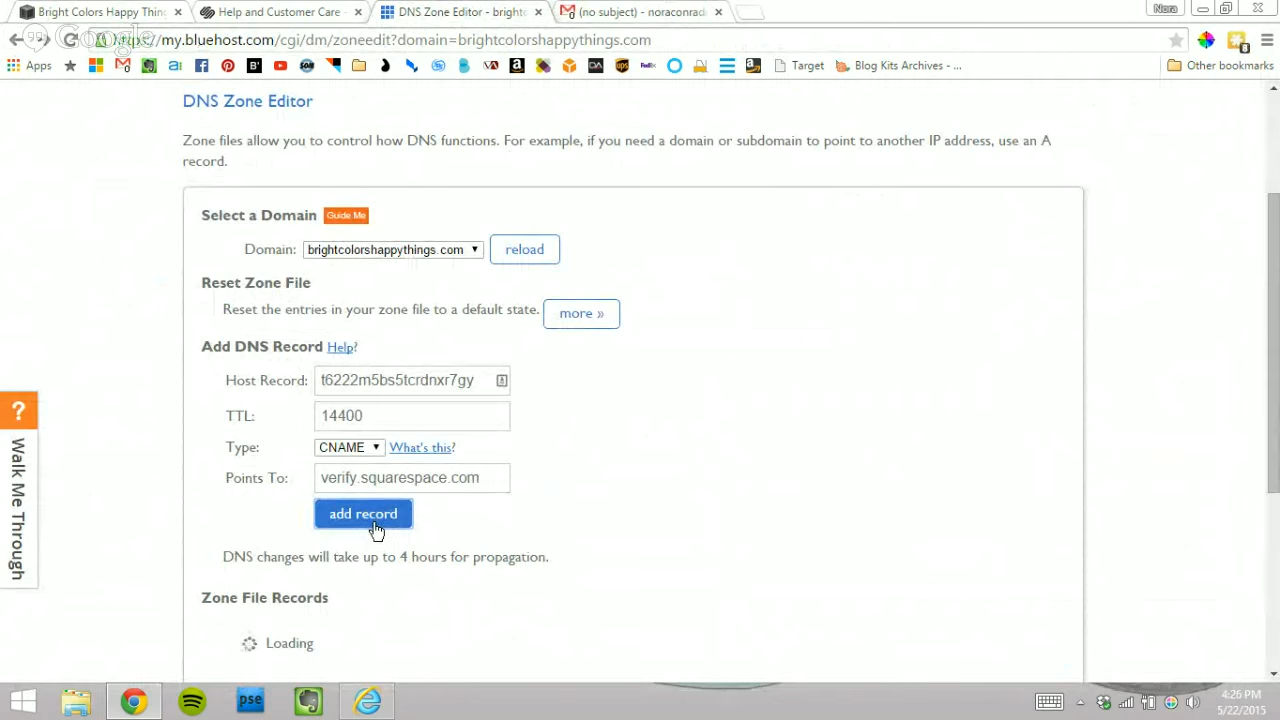 Bright Colors Happy Thing
Help and Customer Care -
DNS Zone Editor - bright
(no subject) - noraconrad
Nora
https://my.bluehost.com/cgi/dm/zoneedit?domain=brightcolorshappythings.com
Google
Apps
Target
Blog Kits Archives - ...
Other bookmarks
DNS Zone Editor
Zone files allow you to control how DNS functions. For example, if you need a domain or subdomain to point to another IP address, use an A
record.
Select a Domain Guide Me
Domain: brightcolorshappythings.com reload
Reset Zone File
Reset the entries in your zone file to a default state. more »
Add DNS Record Help?
Host Record: t6222m5bs5tcrdnxr7gy
TTL: 14400
Type: CNAME What's this?
Points To: verify.squarespace.com
add record
DNS changes will take up to 4 hours for propagation.
Zone File Records
Loading
? Walk Me Through
pse
4:26 PM
5/22/2015